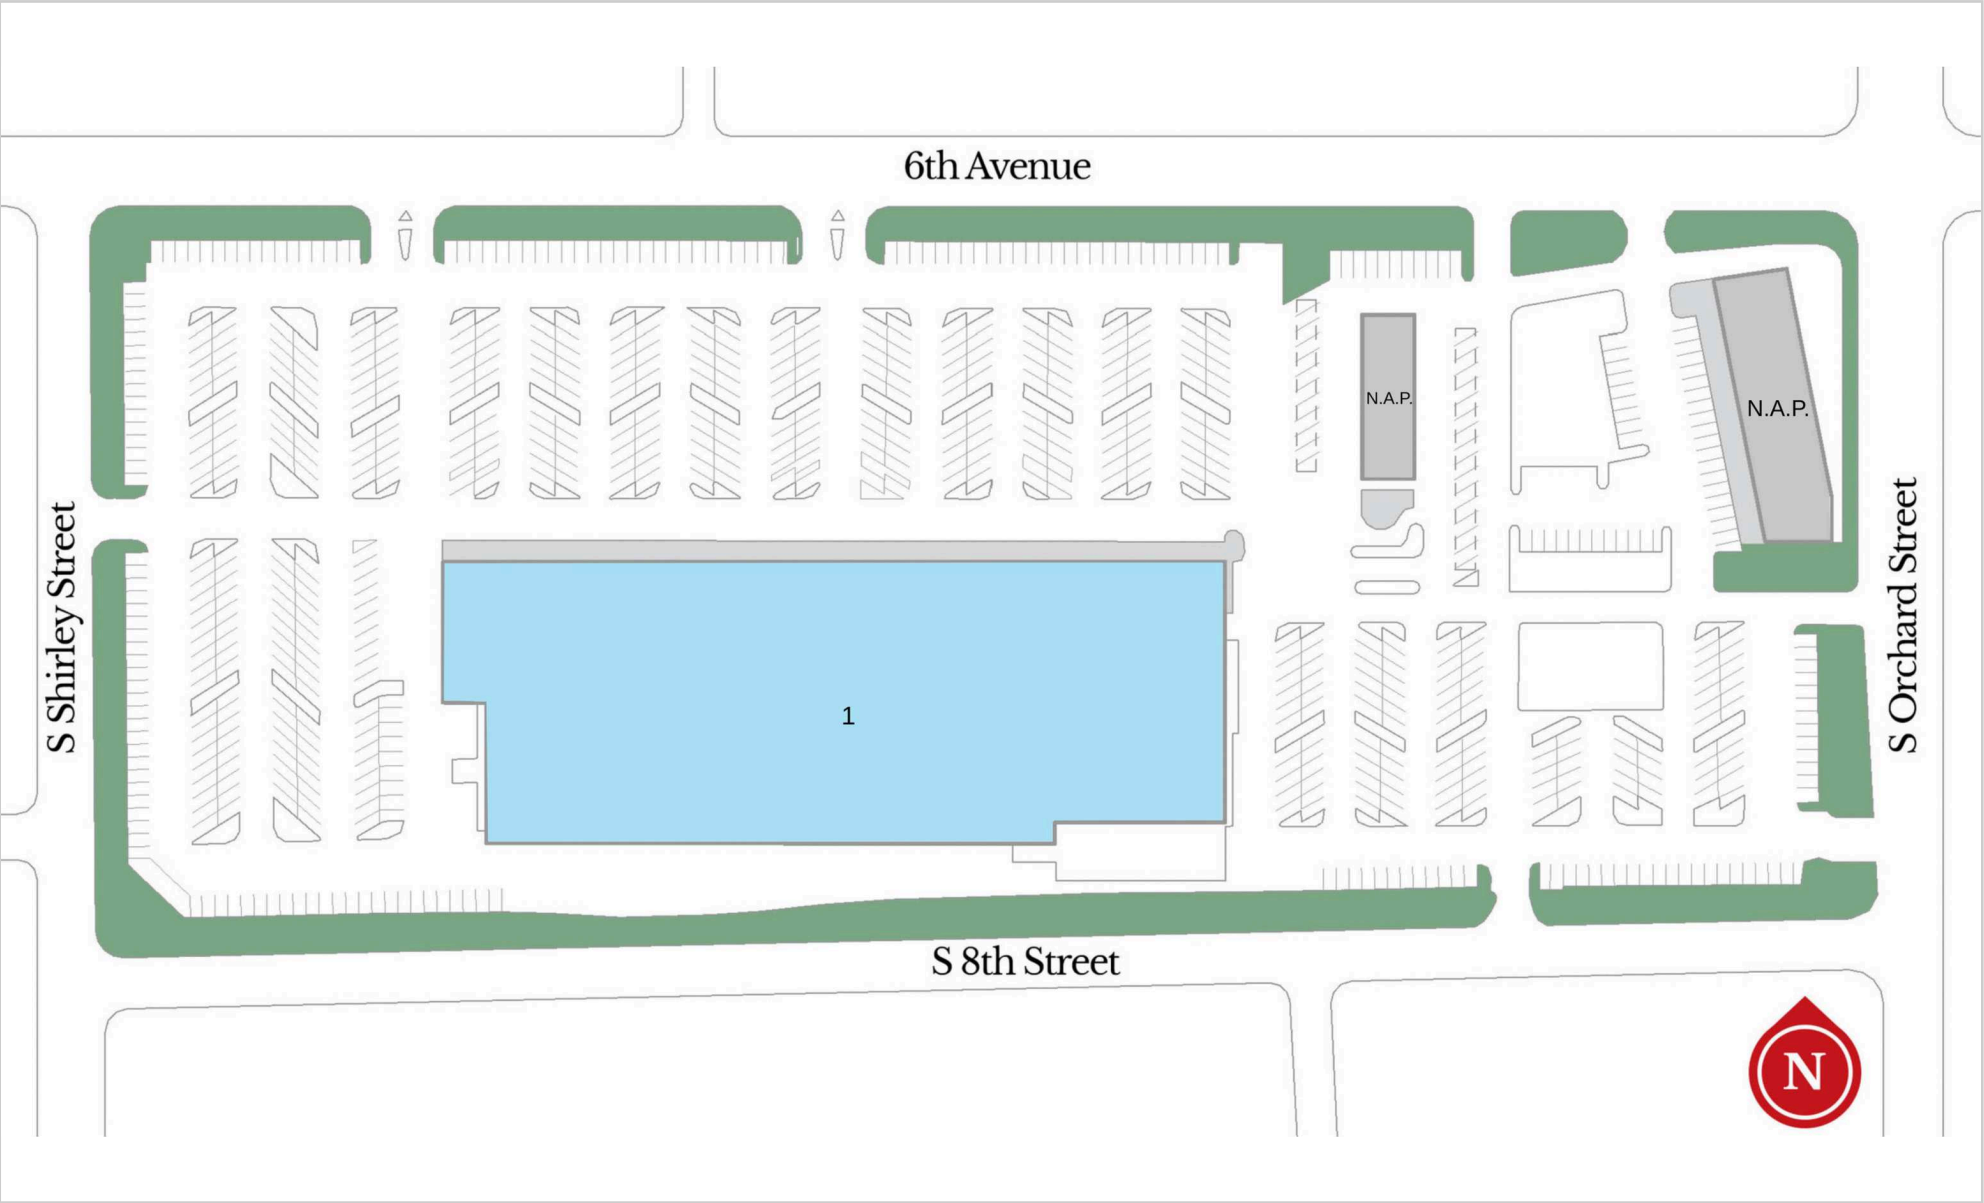 6th Avenue
N.A.P.
N.A.P.
S Shirley Street
S Orchard Street
1
S 8th Street
N